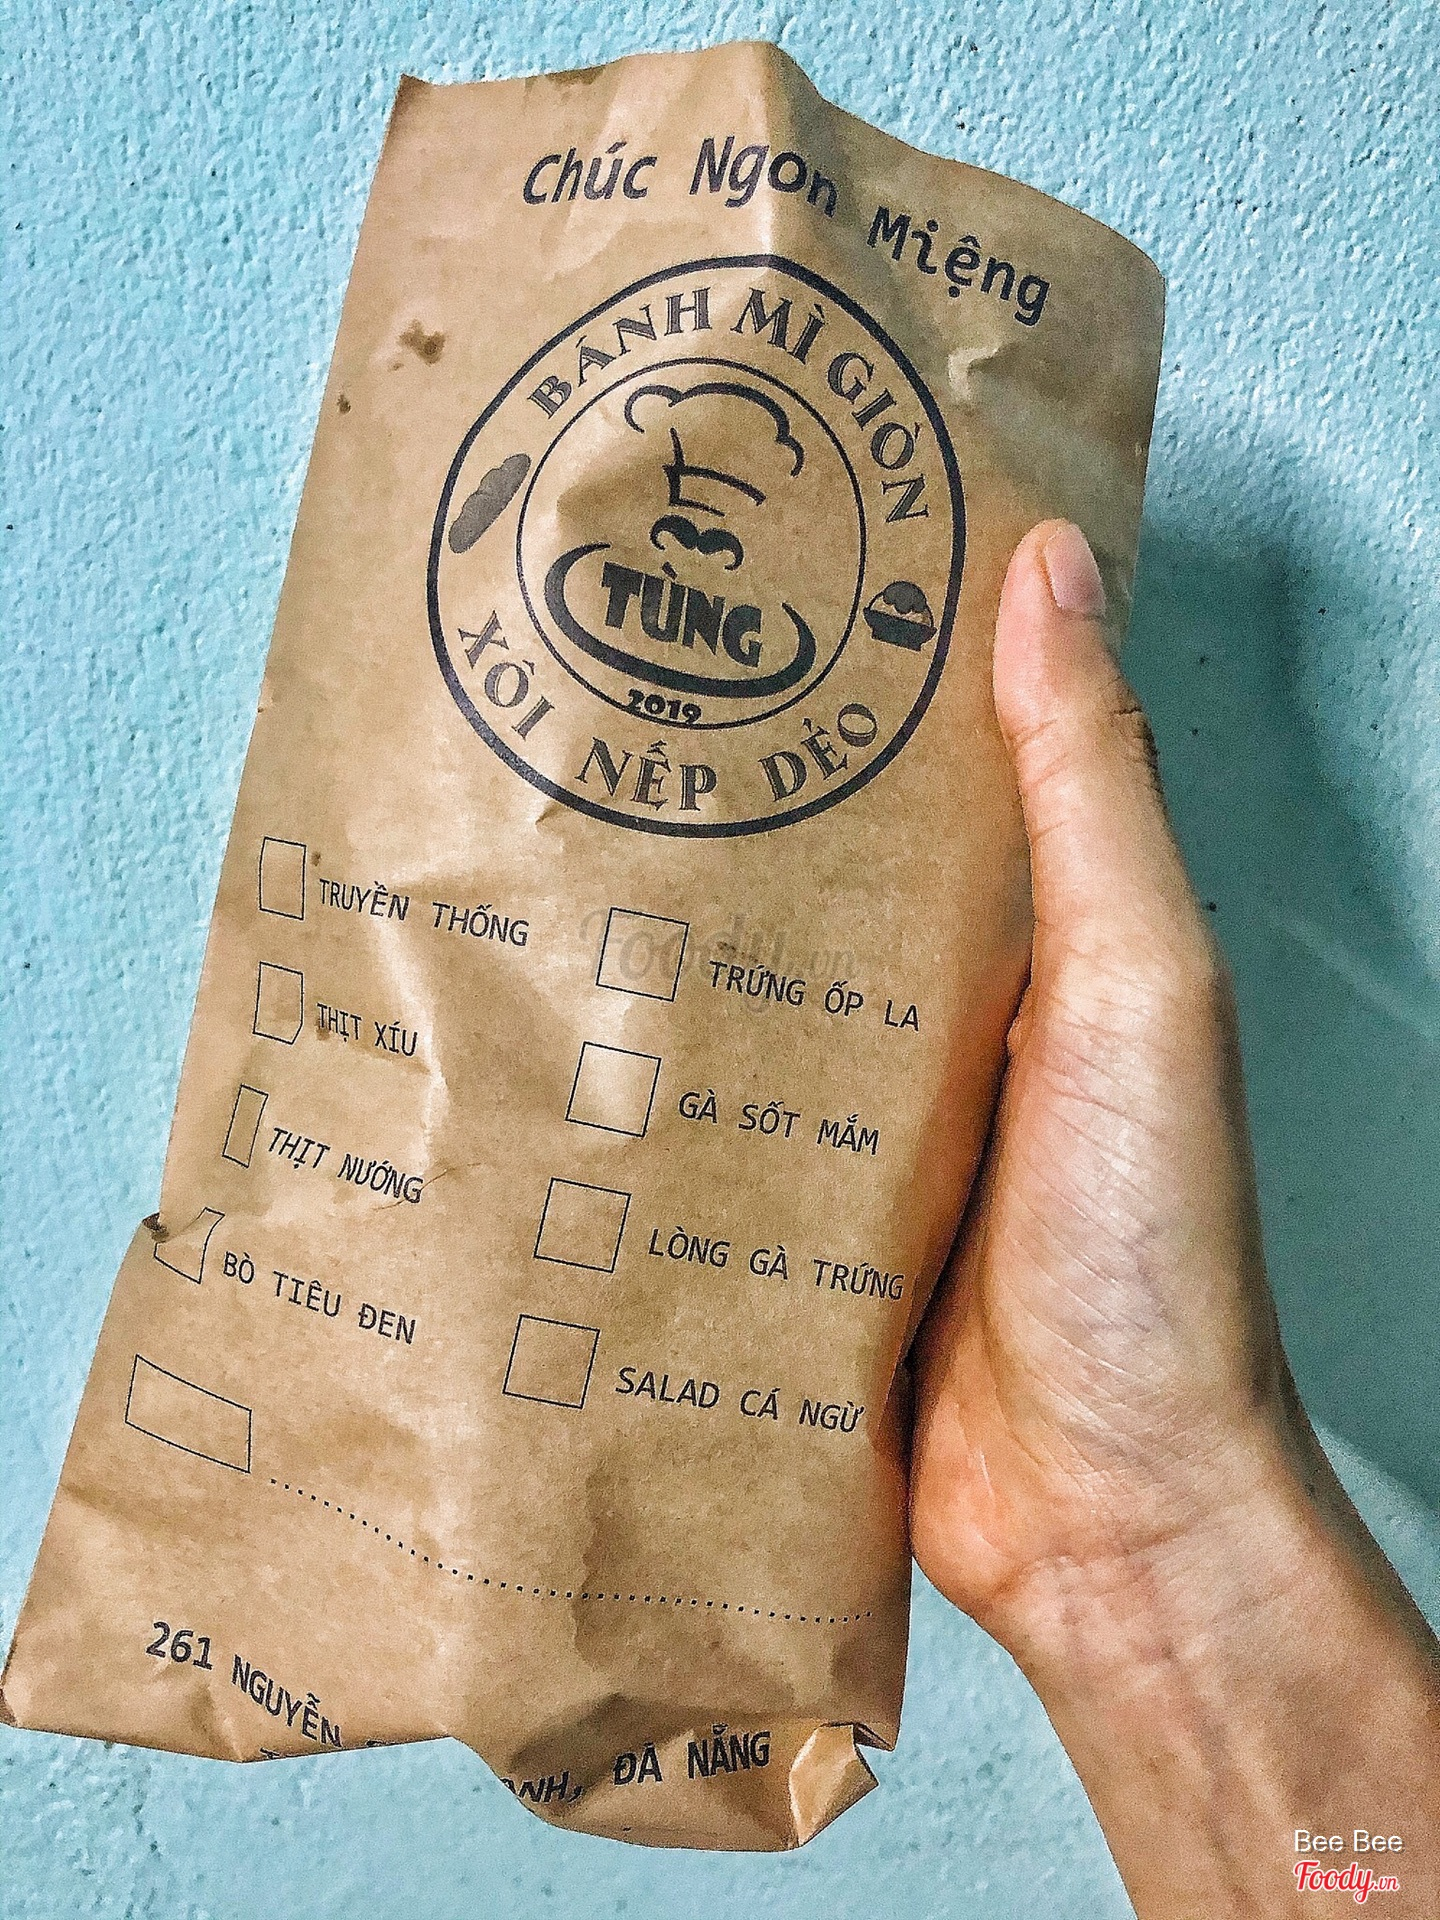 Chúc Ngon Miệng
BÁNH MÌ GIÒN
TÙNG
2019
XÔI NẾP DẺO
TRUYỀN THỐNG
THỊT XÍU
THỊT NƯỚNG
BÒ TIÊU ĐEN
TRỨNG ỐP LA
GÀ SỐT MẮM
LÒNG GÀ TRỨNG
SALAD CÁ NGỪ
261 NGUYỄN
ĐÀ NẴNG
Foody.vn
Bee Bee
Foody.vn